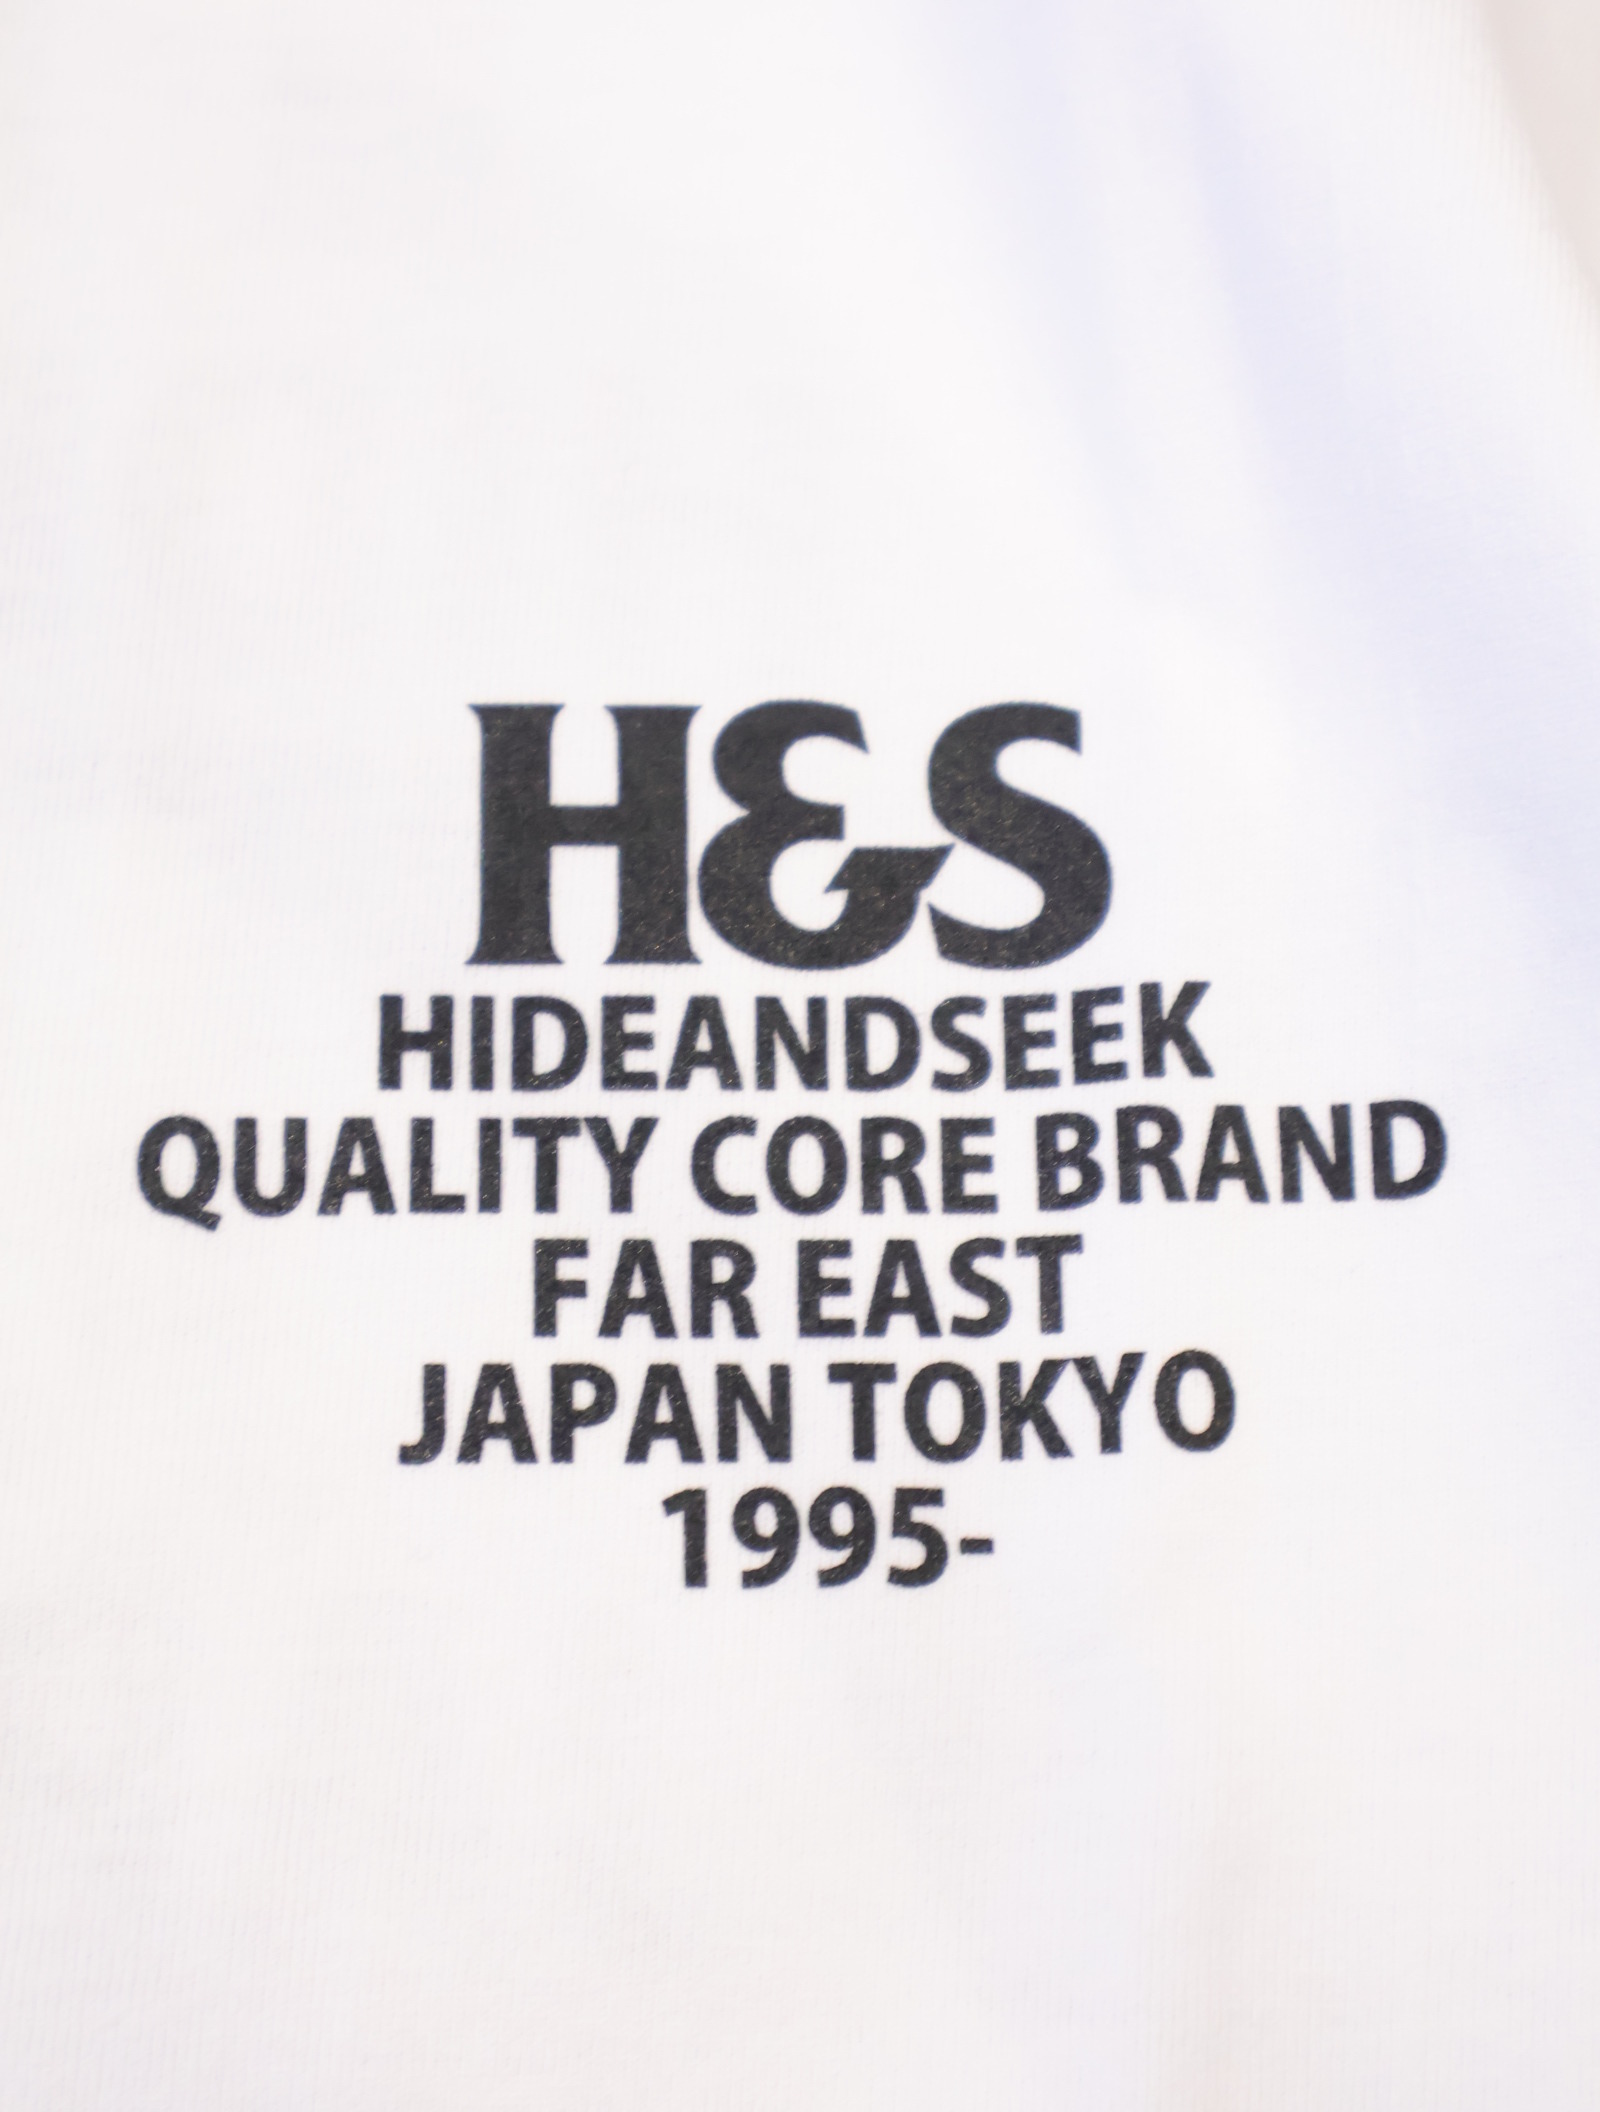 H&S
HIDEANDSEEK
QUALITY CORE BRAND
FAR EAST
JAPAN TOKYO
1995-